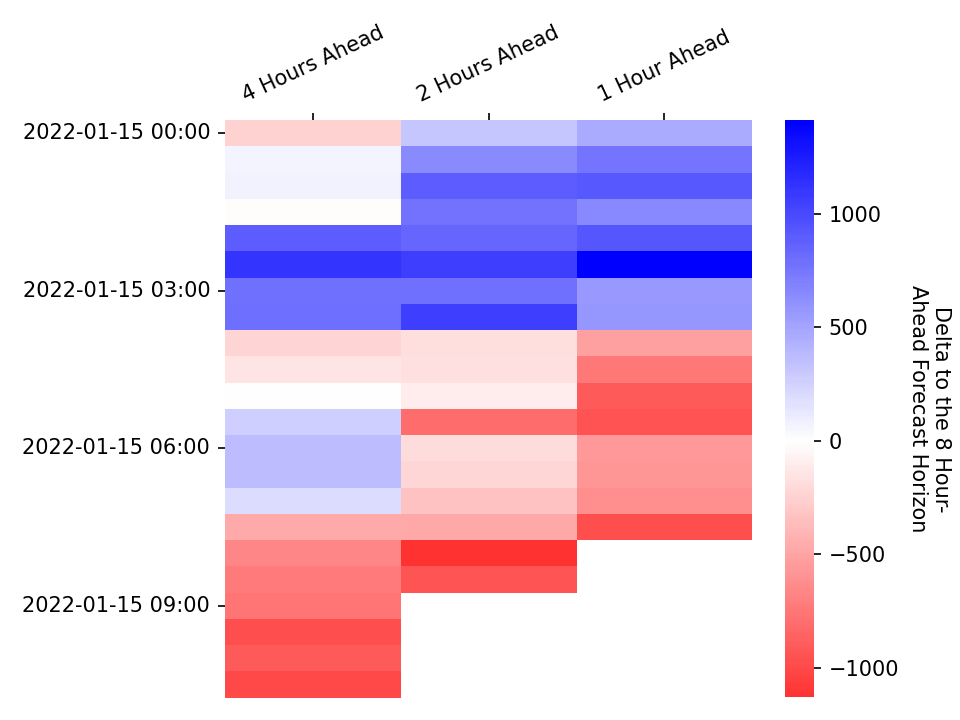 4 Hours Ahead
2 Hours Ahead
1 Hour Ahead
2022-01-15 00:00
2022-01-15 03:00
2022-01-15 06:00
2022-01-15 09:00
1000
500
0
−500
−1000
Delta to the 8 Hour-
Ahead Forecast Horizon